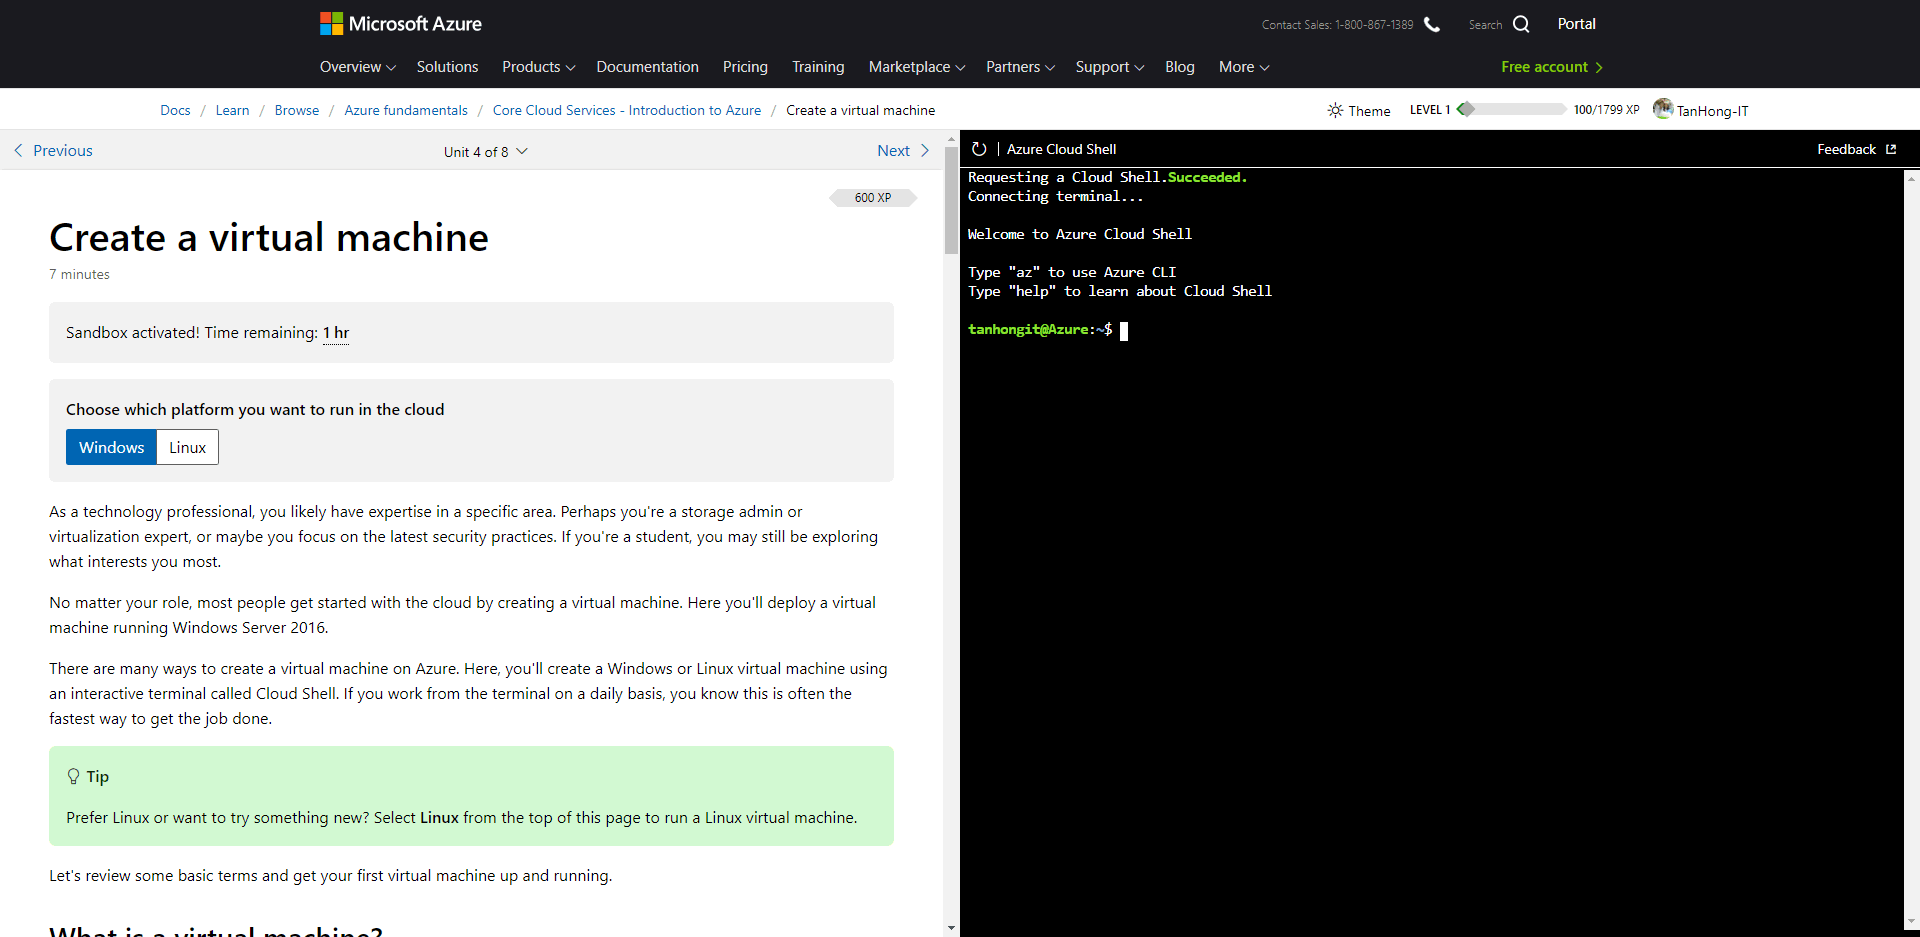 Microsoft Azure
Contact Sales: 1-800-867-1389
Search
Portal
Overview
Solutions
Products
Documentation
Pricing
Training
Marketplace
Partners
Support
Blog
More
Free account
Docs / Learn / Browse / Azure fundamentals / Core Cloud Services - Introduction to Azure / Create a virtual machine
Theme
LEVEL 1
100/1799 XP
TanHong-IT
Previous
Unit 4 of 8
Next
600 XP
Create a virtual machine
7 minutes
Sandbox activated! Time remaining: 1 hr
Choose which platform you want to run in the cloud
Windows
Linux
As a technology professional, you likely have expertise in a specific area. Perhaps you're a storage admin or
virtualization expert, or maybe you focus on the latest security practices. If you're a student, you may still be exploring
what interests you most.
No matter your role, most people get started with the cloud by creating a virtual machine. Here you'll deploy a virtual
machine running Windows Server 2016.
There are many ways to create a virtual machine on Azure. Here, you'll create a Windows or Linux virtual machine using
an interactive terminal called Cloud Shell. If you work from the terminal on a daily basis, you know this is often the
fastest way to get the job done.
Tip
Prefer Linux or want to try something new? Select Linux from the top of this page to run a Linux virtual machine.
Let's review some basic terms and get your first virtual machine up and running.
What is a virtual machine?
Azure Cloud Shell
Feedback
Requesting a Cloud Shell.Succeeded.
Connecting terminal...
Welcome to Azure Cloud Shell
Type "az" to use Azure CLI
Type "help" to learn about Cloud Shell
tanhongit@Azure:~$